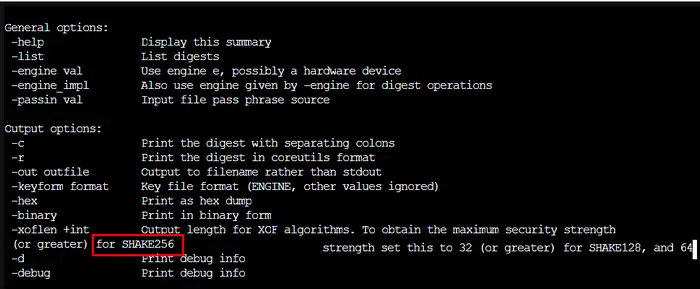 General options:
-help Display this summary
-list List digests
-engine val Use engine e, possibly a hardware device
-engine_impl Also use engine given by -engine for digest operations
-passin val Input file pass phrase source
Output options:
-c Print the digest with separating colons
-r Print the digest in coreutils format
-out outfile Output to filename rather than stdout
-keyform format Key file format (ENGINE, other values ignored)
-hex Print as hex dump
-binary Print in binary form
-xoflen +int Output length for XOF algorithms. To obtain the maximum security strength
(or greater) for SHAKE256 strength set this to 32 (or greater) for SHAKE128, and 64
-d Print debug info
-debug Print debug info